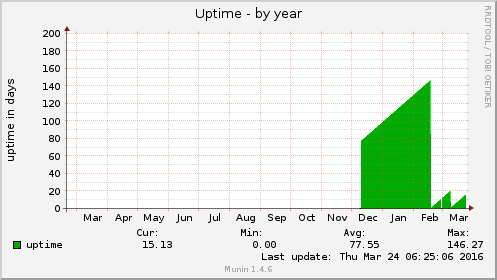 Uptime - by year
RRDTOOL / TOBI OETIKER
uptime in days
200
180
160
140
120
100
80
60
40
20
0
Mar Apr May Jun Jul Aug Sep Oct Nov Dec Jan Feb Mar
Cur: Min: Avg: Max:
uptime 15.13 0.00 77.55 146.27
Last update: Thu Mar 24 06:25:06 2016
Munin 1.4.6